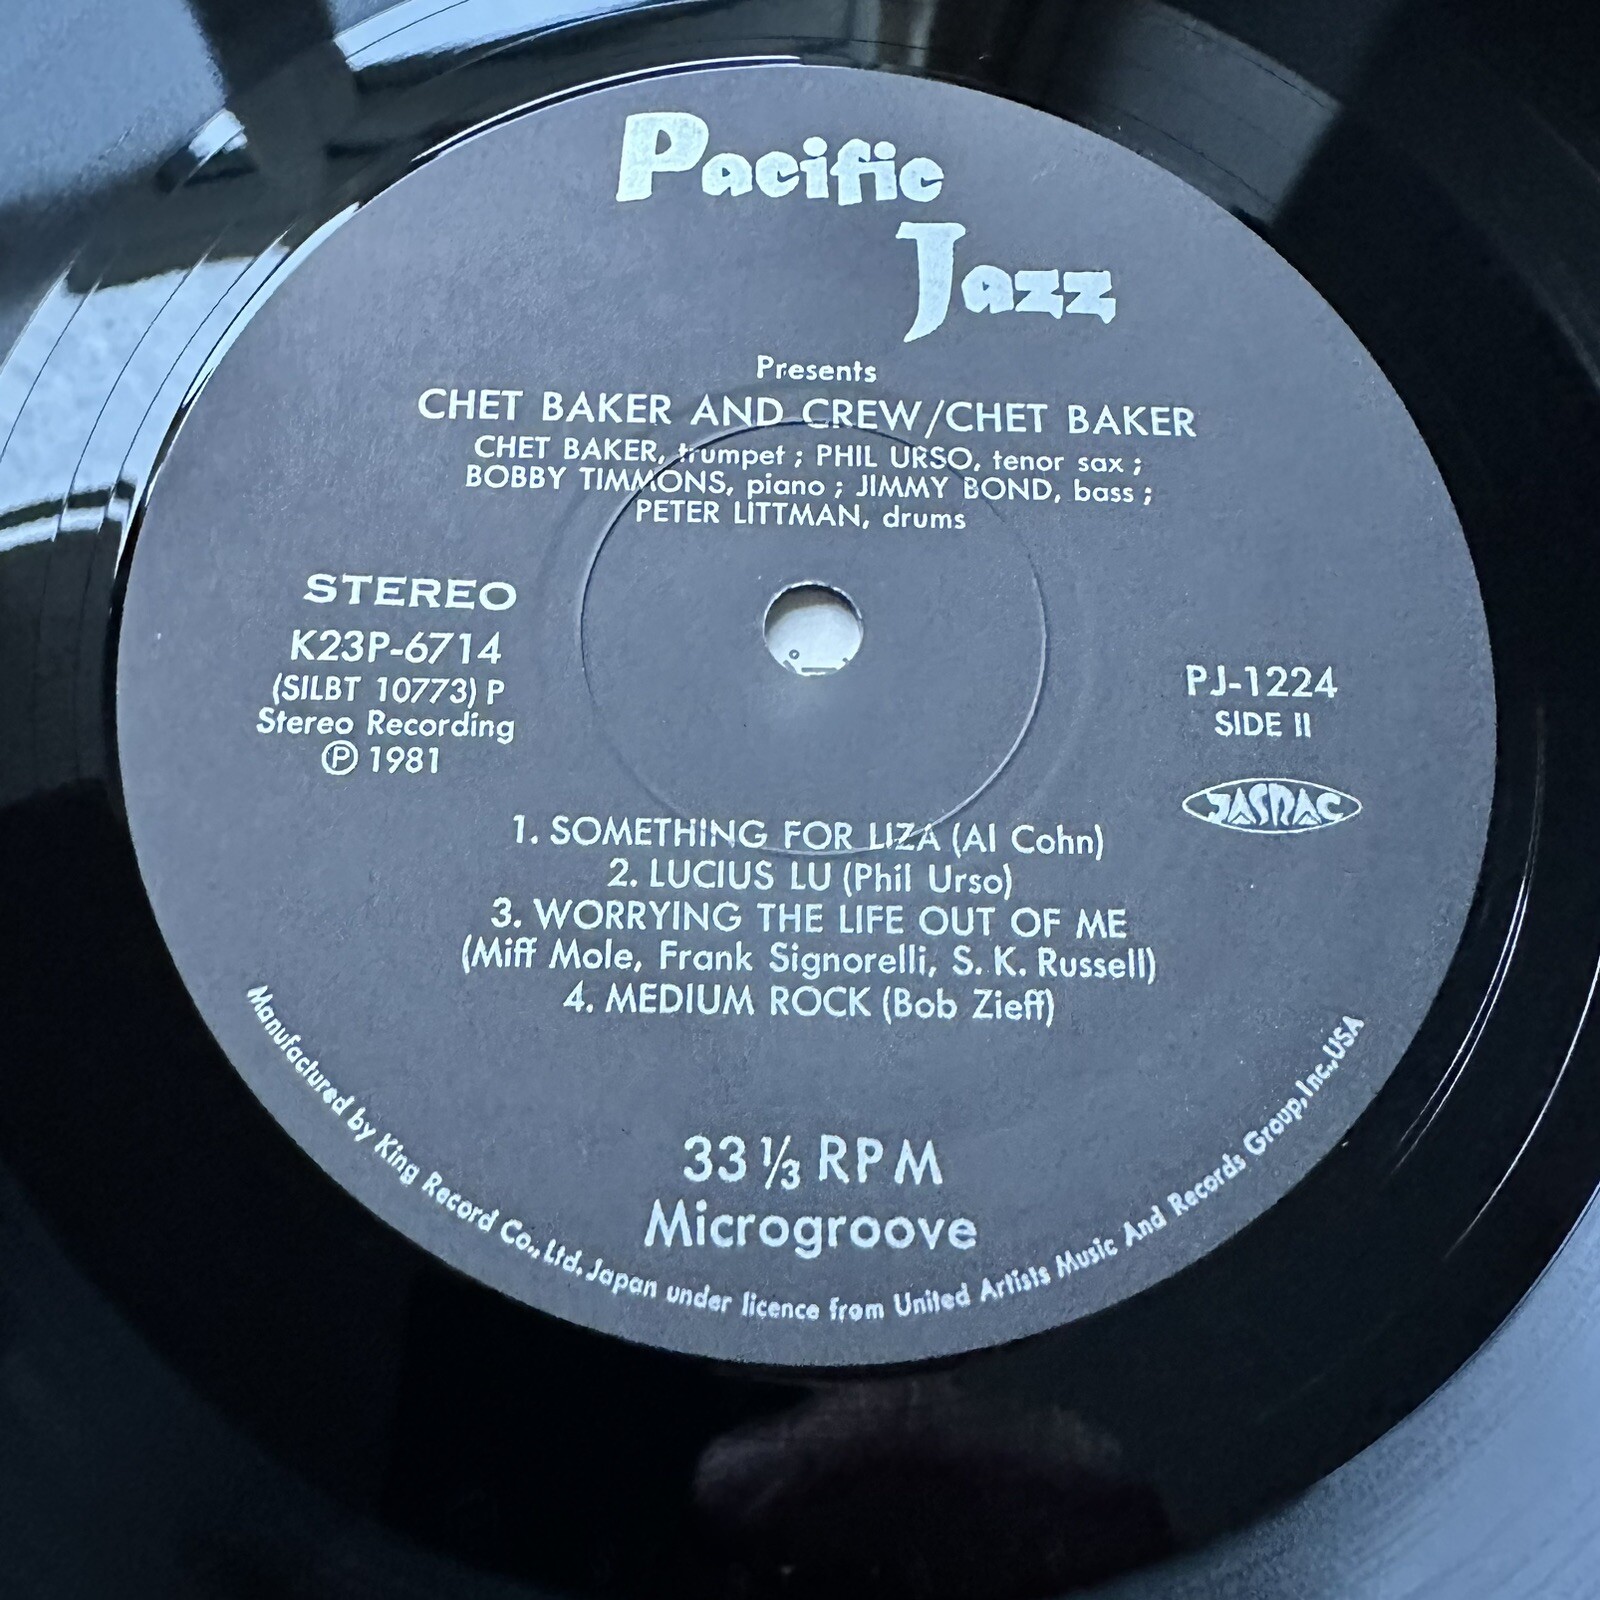 Pacific
Jazz
Presents
CHET BAKER AND CREW/CHET BAKER
CHET BAKER, trumpet ; PHIL URSO, tenor sax ;
BOBBY TIMMONS, piano ; JIMMY BOND, bass ;
PETER LITTMAN, drums
STEREO
K23P-6714
(SILBT 10773) P
Stereo Recording
Ⓟ 1981
PJ-1224
SIDE II
JASRAC
1. SOMETHING FOR LIZA (Al Cohn)
2. LUCIUS LU (Phil Urso)
3. WORRYING THE LIFE OUT OF ME
(Miff Mole, Frank Signorelli, S. K. Russell)
4. MEDIUM ROCK (Bob Zieff)
33 1/3 RPM
Microgroove
Manufactured by King Record Co., Ltd. Japan under licence from United Artists Music And Records Group, Inc., USA